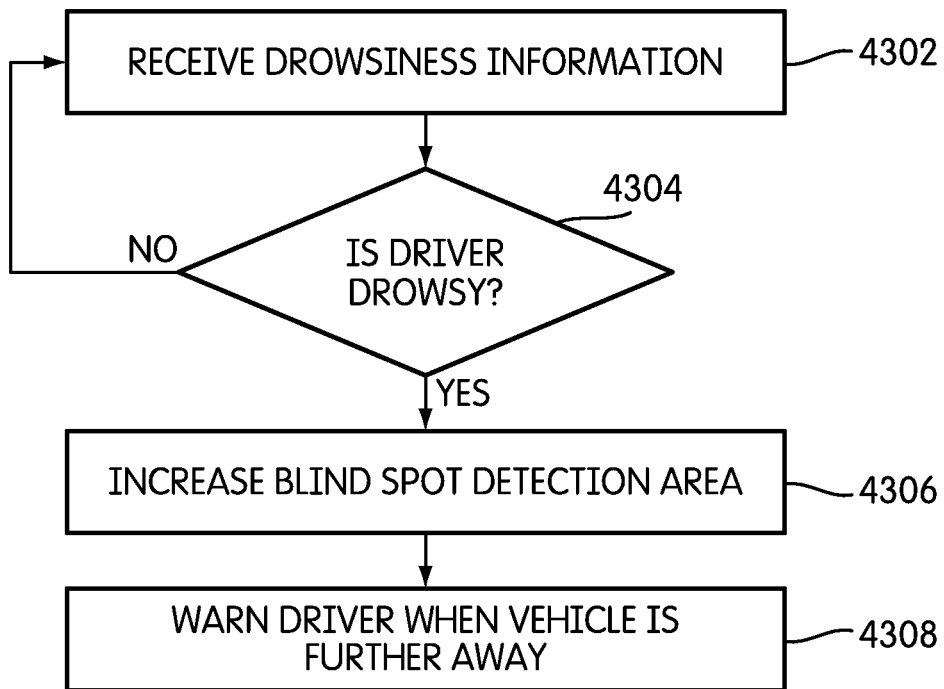 RECEIVE DROWSINESS INFORMATION
4302
4304
IS DRIVER
DROWSY?
NO
YES
INCREASE BLIND SPOT DETECTION AREA
4306
WARN DRIVER WHEN VEHICLE IS
FURTHER AWAY
4308